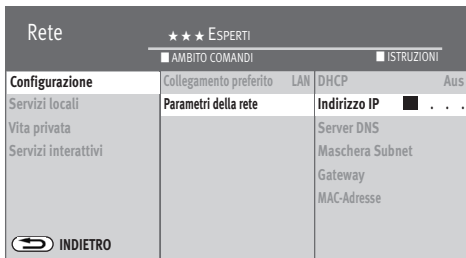 Rete
★★★ ESPERTI
AMBITO COMANDI ISTRUZIONI
Configurazione Collegamento preferito LAN DHCP Aus
Servizi locali Parametri della rete Indirizzo IP . . .
Vita privata Server DNS
Servizi interattivi Maschera Subnet
Gateway
MAC-Adresse
INDIETRO